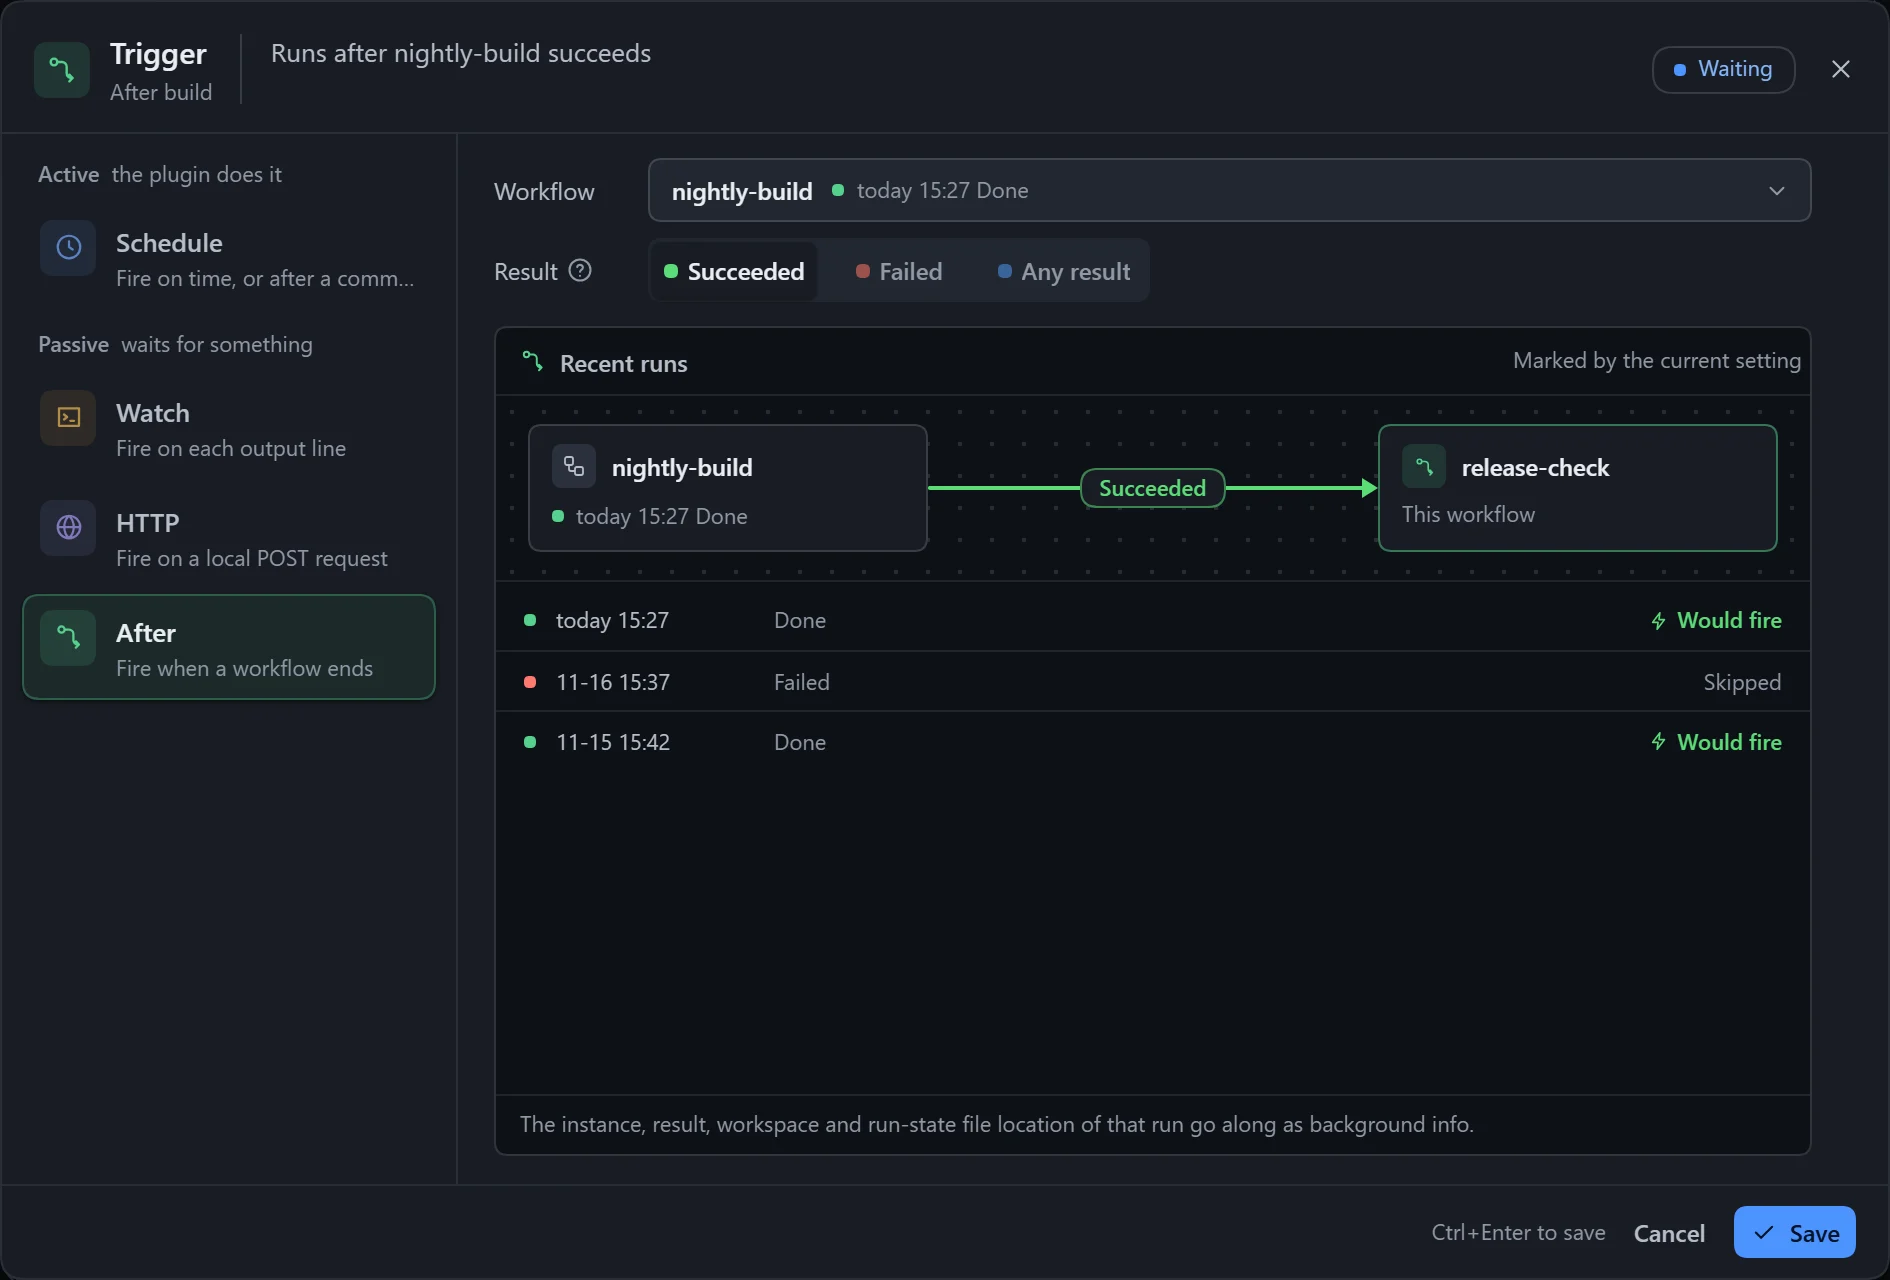 Trigger
After build
Runs after nightly-build succeeds
Waiting
Active the plugin does it
Schedule
Fire on time, or after a comm...
Passive waits for something
Watch
Fire on each output line
HTTP
Fire on a local POST request
After
Fire when a workflow ends
Workflow
nightly-build today 15:27 Done
Result ?
Succeeded Failed Any result
Recent runs
Marked by the current setting
nightly-build
today 15:27 Done
Succeeded
release-check
This workflow
today 15:27 Done Would fire
11-16 15:37 Failed Skipped
11-15 15:42 Done Would fire
The instance, result, workspace and run-state file location of that run go along as background info.
Ctrl+Enter to save Cancel Save